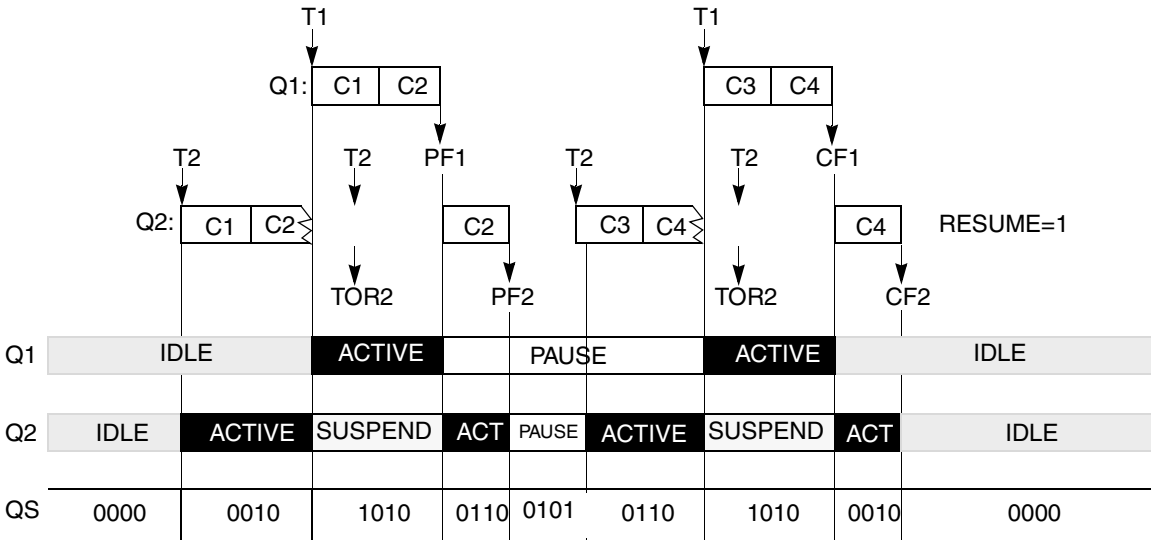 T1 T1
Q1: C1 C2 C3 C4
T2 T2 PF1 T2 T2 CF1
Q2: C1 C2 C2 C3 C4 C4 RESUME=1
TOR2 PF2 TOR2 CF2
Q1 IDLE ACTIVE PAUSE ACTIVE IDLE
Q2 IDLE ACTIVE SUSPEND ACT PAUSE ACTIVE SUSPEND ACT IDLE
QS 0000 0010 1010 0110 0101 0110 1010 0010 0000